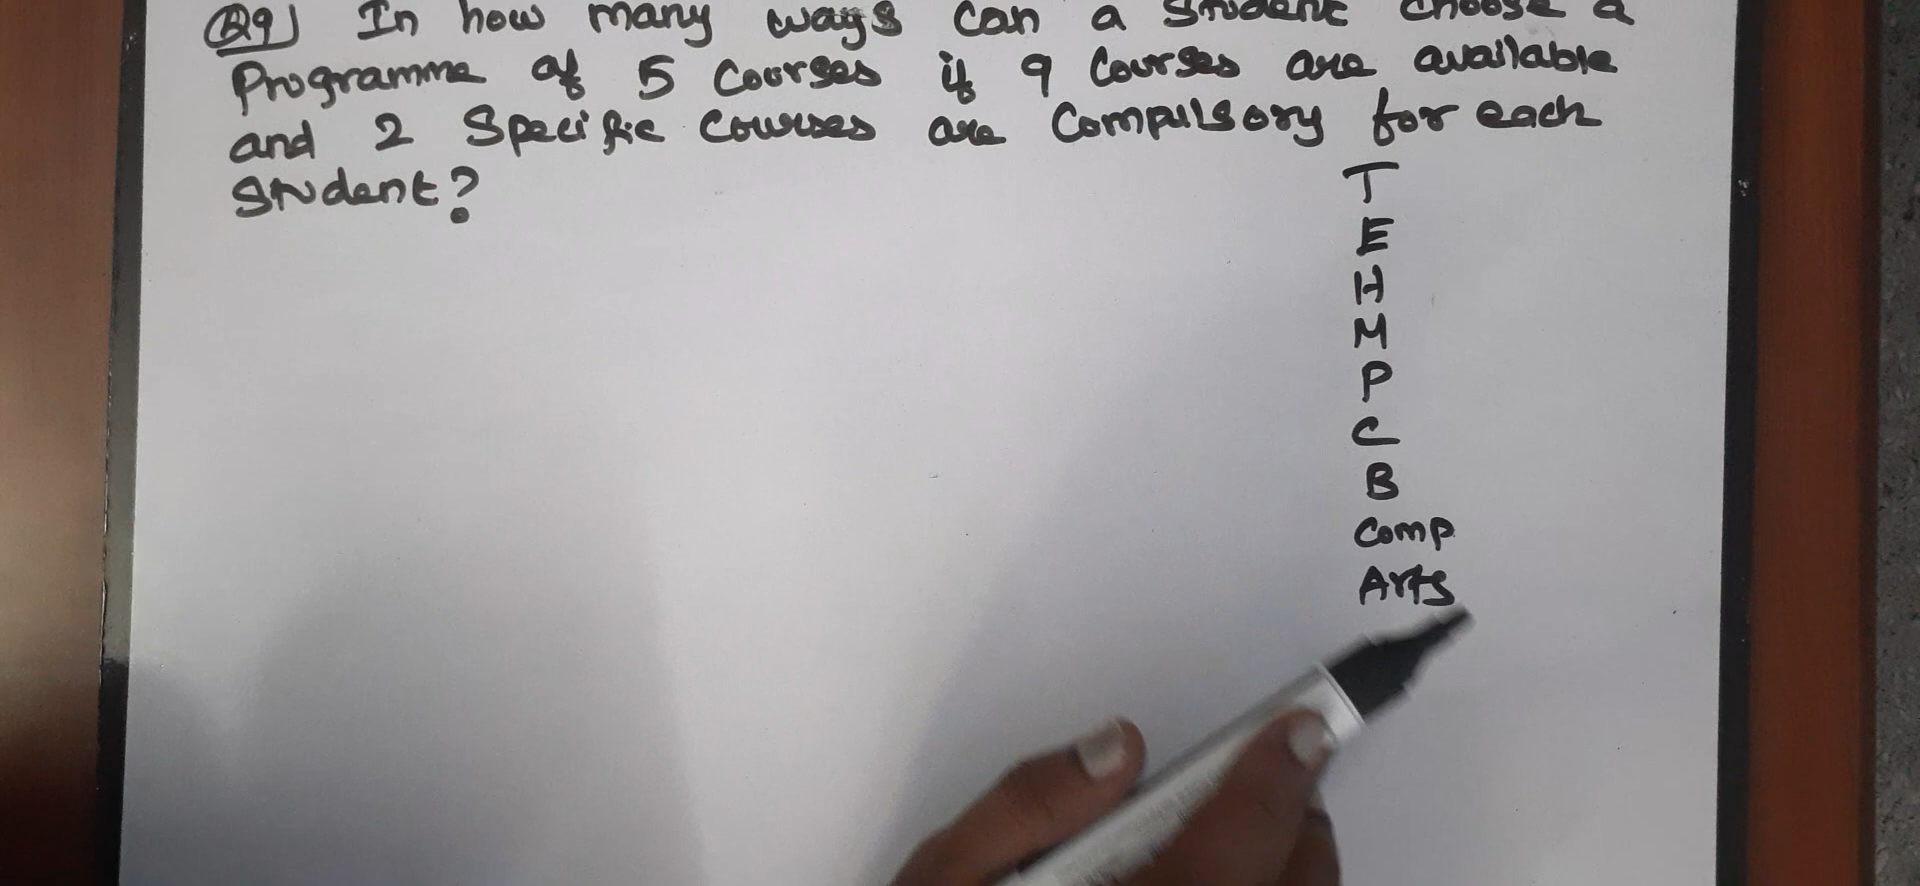 Q9) In how many ways can a student choose a
Programme of 5 courses if 9 courses are available
and 2 Specific courses are Compulsory for each
Student?
T
E
H
M
P
C
B
Comp
Arts